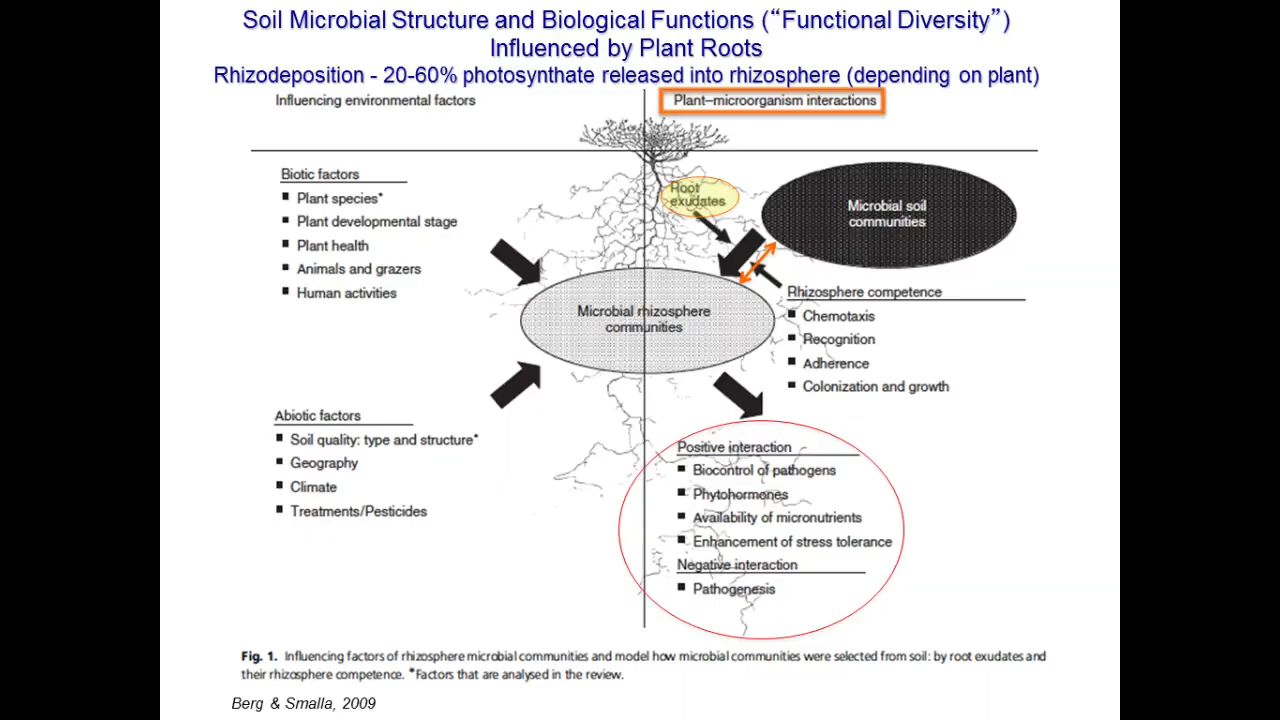 Soil Microbial Structure and Biological Functions (“Functional Diversity”)
Influenced by Plant Roots
Rhizodeposition - 20-60% photosynthate released into rhizosphere (depending on plant)
Influencing environmental factors
Plant–microorganism interactions
Biotic factors
▪ Plant species*
▪ Plant developmental stage
▪ Plant health
▪ Animals and grazers
▪ Human activities
Root
exudates
Microbial soil
communities
Microbial rhizosphere
communities
Rhizosphere competence
▪ Chemotaxis
▪ Recognition
▪ Adherence
▪ Colonization and growth
Abiotic factors
▪ Soil quality: type and structure*
▪ Geography
▪ Climate
▪ Treatments/Pesticides
Positive interaction
▪ Biocontrol of pathogens
▪ Phytohormones
▪ Availability of micronutrients
▪ Enhancement of stress tolerance
Negative interaction
▪ Pathogenesis
Fig. 1. Influencing factors of rhizosphere microbial communities and model how microbial communities were selected from soil: by root exudates and
their rhizosphere competence. *Factors that are analysed in the review.
Berg & Smalla, 2009